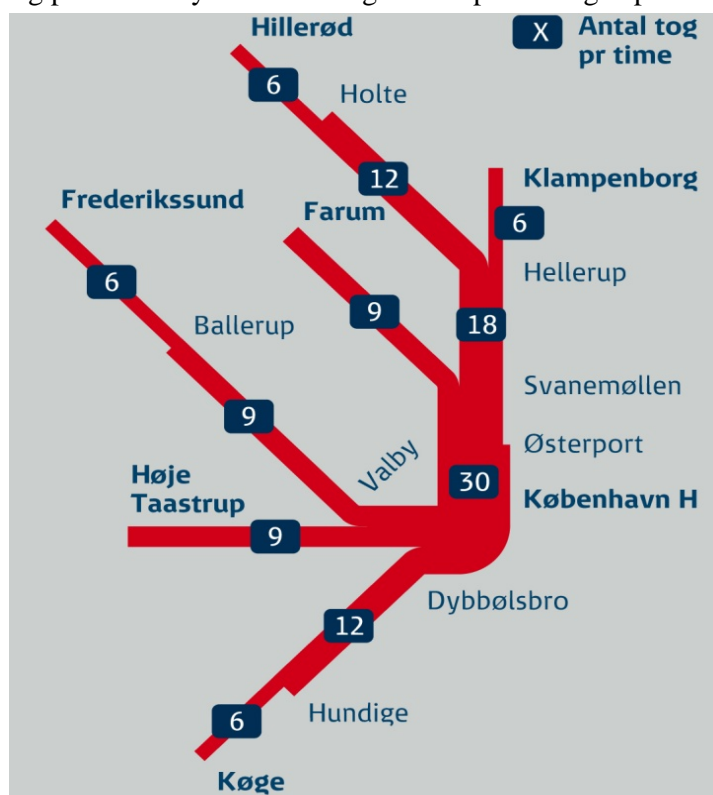 Hillerød
X Antal tog
pr time
6
Holte
12
Klampenborg
Frederikssund
Farum
6
Hellerup
6
Ballerup
9
18
Svanemøllen
9
Valby
Østerport
Høje
Taastrup
30
København H
9
Dybbølsbro
12
Hundige
6
Køge